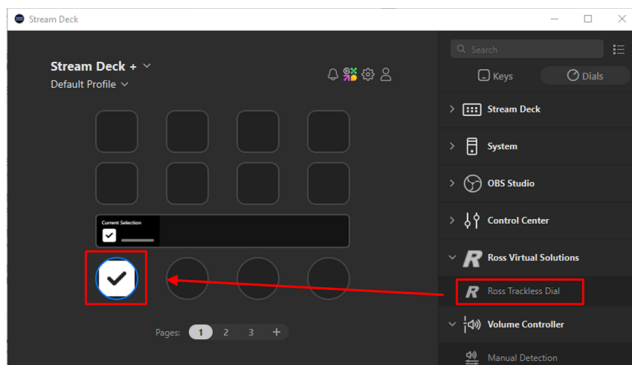 Stream Deck
Stream Deck +
Default Profile
Current Selection
Pages: 1 2 3 +
Search
Keys Dials
Stream Deck
System
OBS Studio
Control Center
Ross Virtual Solutions
Ross Trackless Dial
Volume Controller
Manual Detection